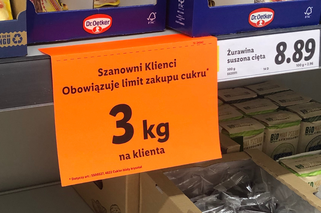 Dr.Oetker
Dr.Oetker
FSC
Żurawina
suszona cięta
8.89
Szanowni Klienci
Obowiązuje limit zakupu cukru*
3 kg
na klienta